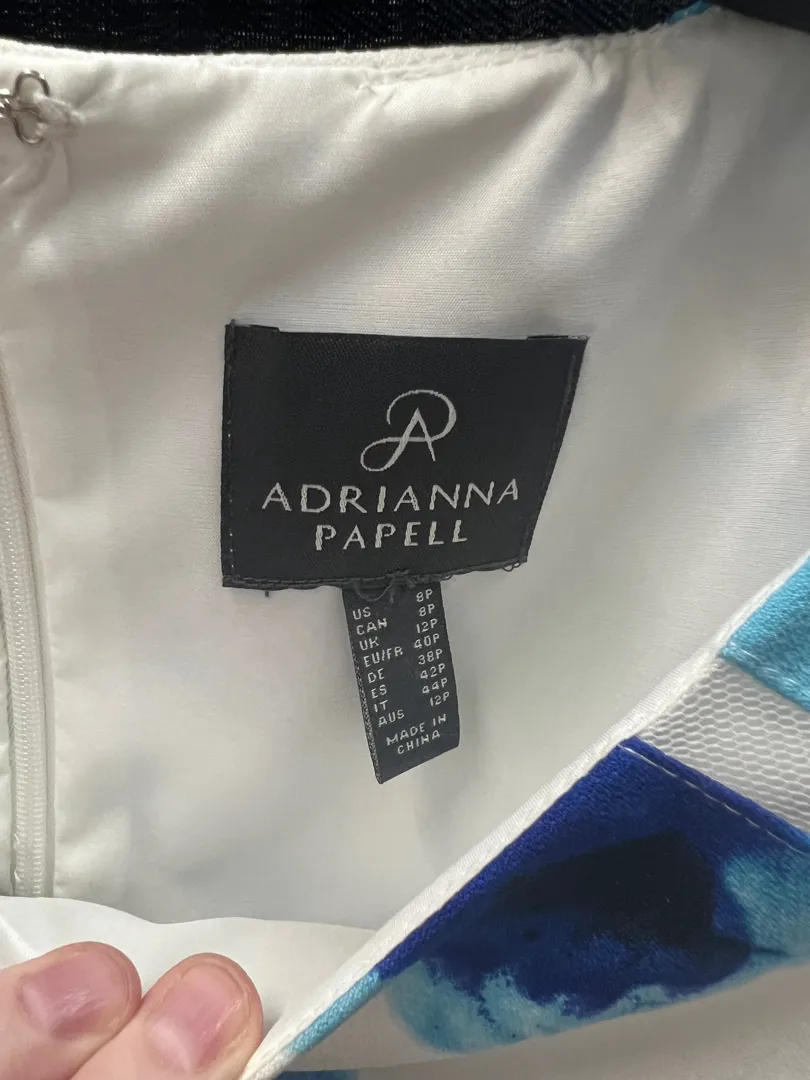 AP
ADRIANNA
PAPELL
US 8P
CAN 8P
UK 12P
EU/FR 40P
DE 38P
ES 42P
IT 44P
AUS 12P
MADE IN
CHINA